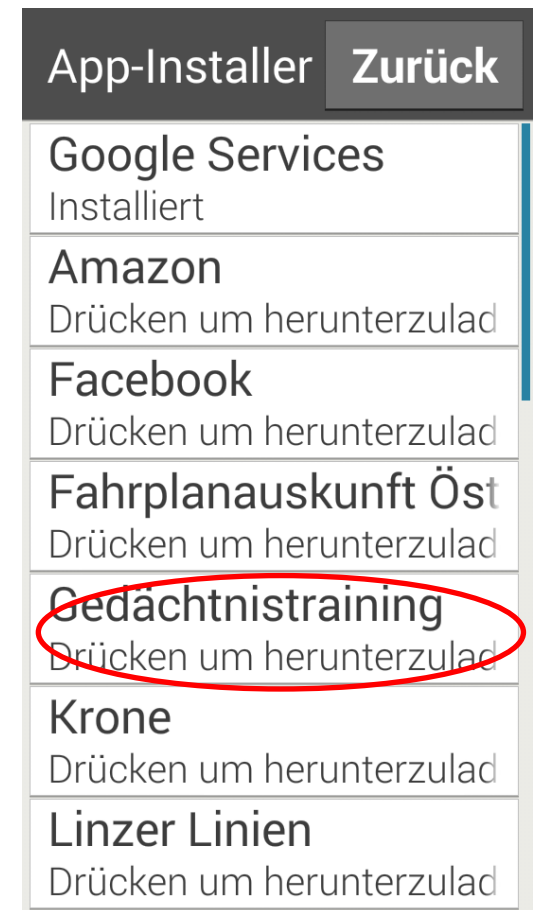 App-Installer Zurück
Google Services
Installiert
Amazon
Drücken um herunterzulad
Facebook
Drücken um herunterzulad
Fahrplanauskunft Öst
Drücken um herunterzulad
Gedächtnistraining
Drücken um herunterzulad
Krone
Drücken um herunterzulad
Linzer Linien
Drücken um herunterzulad